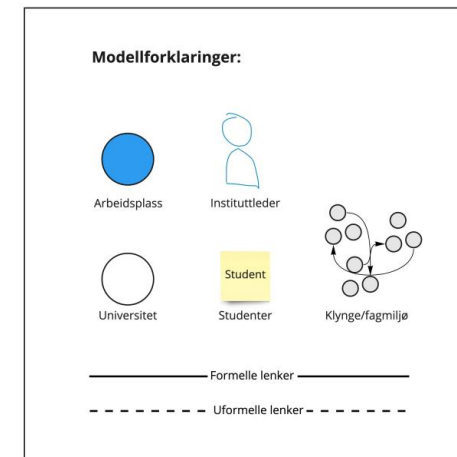 Modellforklaringer:
Arbeidsplass
Instituttleder
Student
Universitet
Studenter
Klynge/fagmiljø
Formelle lenker
Uformelle lenker